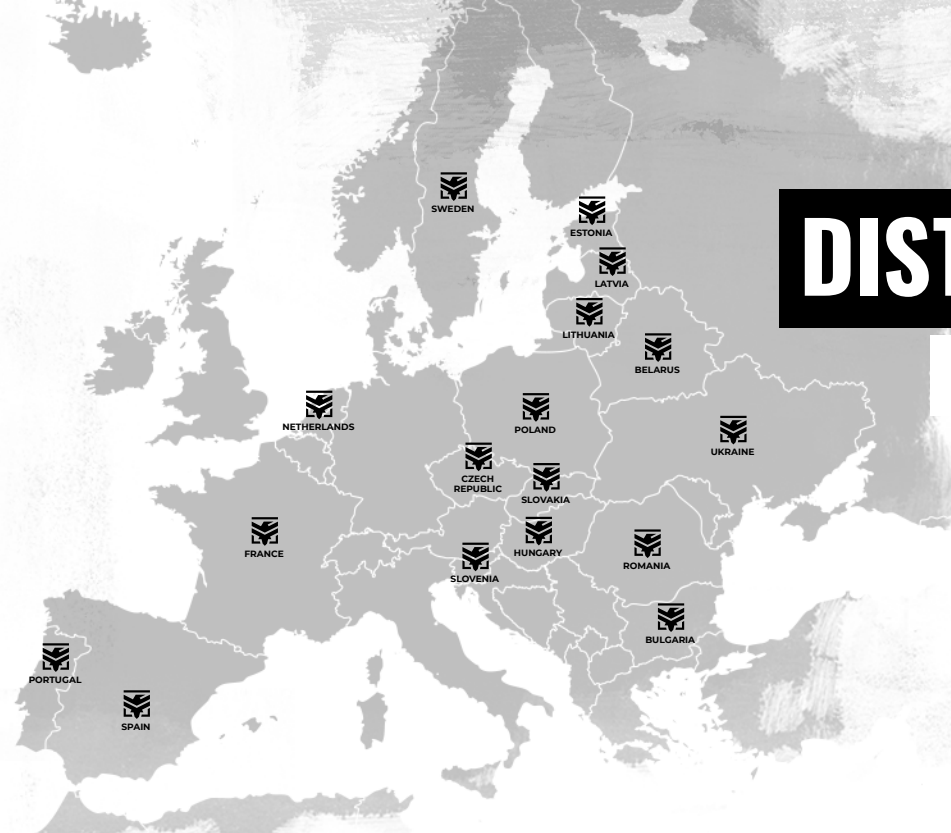 SWEDEN
ESTONIA
LATVIA
LITHUANIA
BELARUS
NETHERLANDS
POLAND
UKRAINE
CZECH
REPUBLIC
SLOVAKIA
FRANCE
HUNGARY
ROMANIA
SLOVENIA
BULGARIA
PORTUGAL
SPAIN
DIST